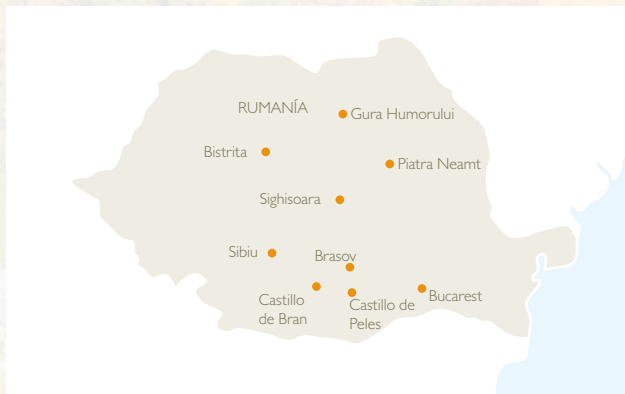 RUMANÍA
Gura Humorului
Bistrita
Piatra Neamt
Sighisoara
Sibiu
Brasov
Castillo
de Bran
Castillo de
Peles
Bucarest